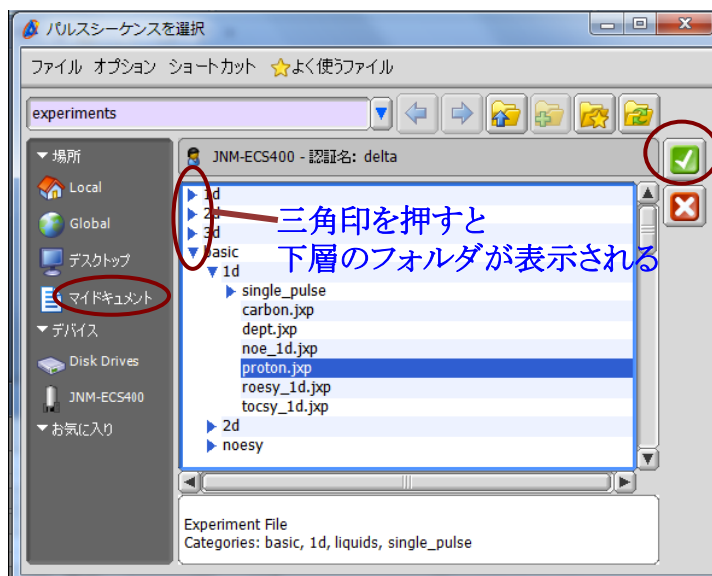 パルスシーケンスを選択
ファイル オプション ショートカット よく使うファイル
experiments
場所
Local
Global
デスクトップ
マイドキュメント
デバイス
Disk Drives
JNM-ECS400
お気に入り
JNM-ECS400 - 認証名: delta
1d
2d
3d
basic
1d
single_pulse
carbon.jxp
dept.jxp
noe_1d.jxp
proton.jxp
roesy_1d.jxp
tocsy_1d.jxp
2d
noesy
三角印を押すと
下層のフォルダが表示される
Experiment File
Categories: basic, 1d, liquids, single_pulse